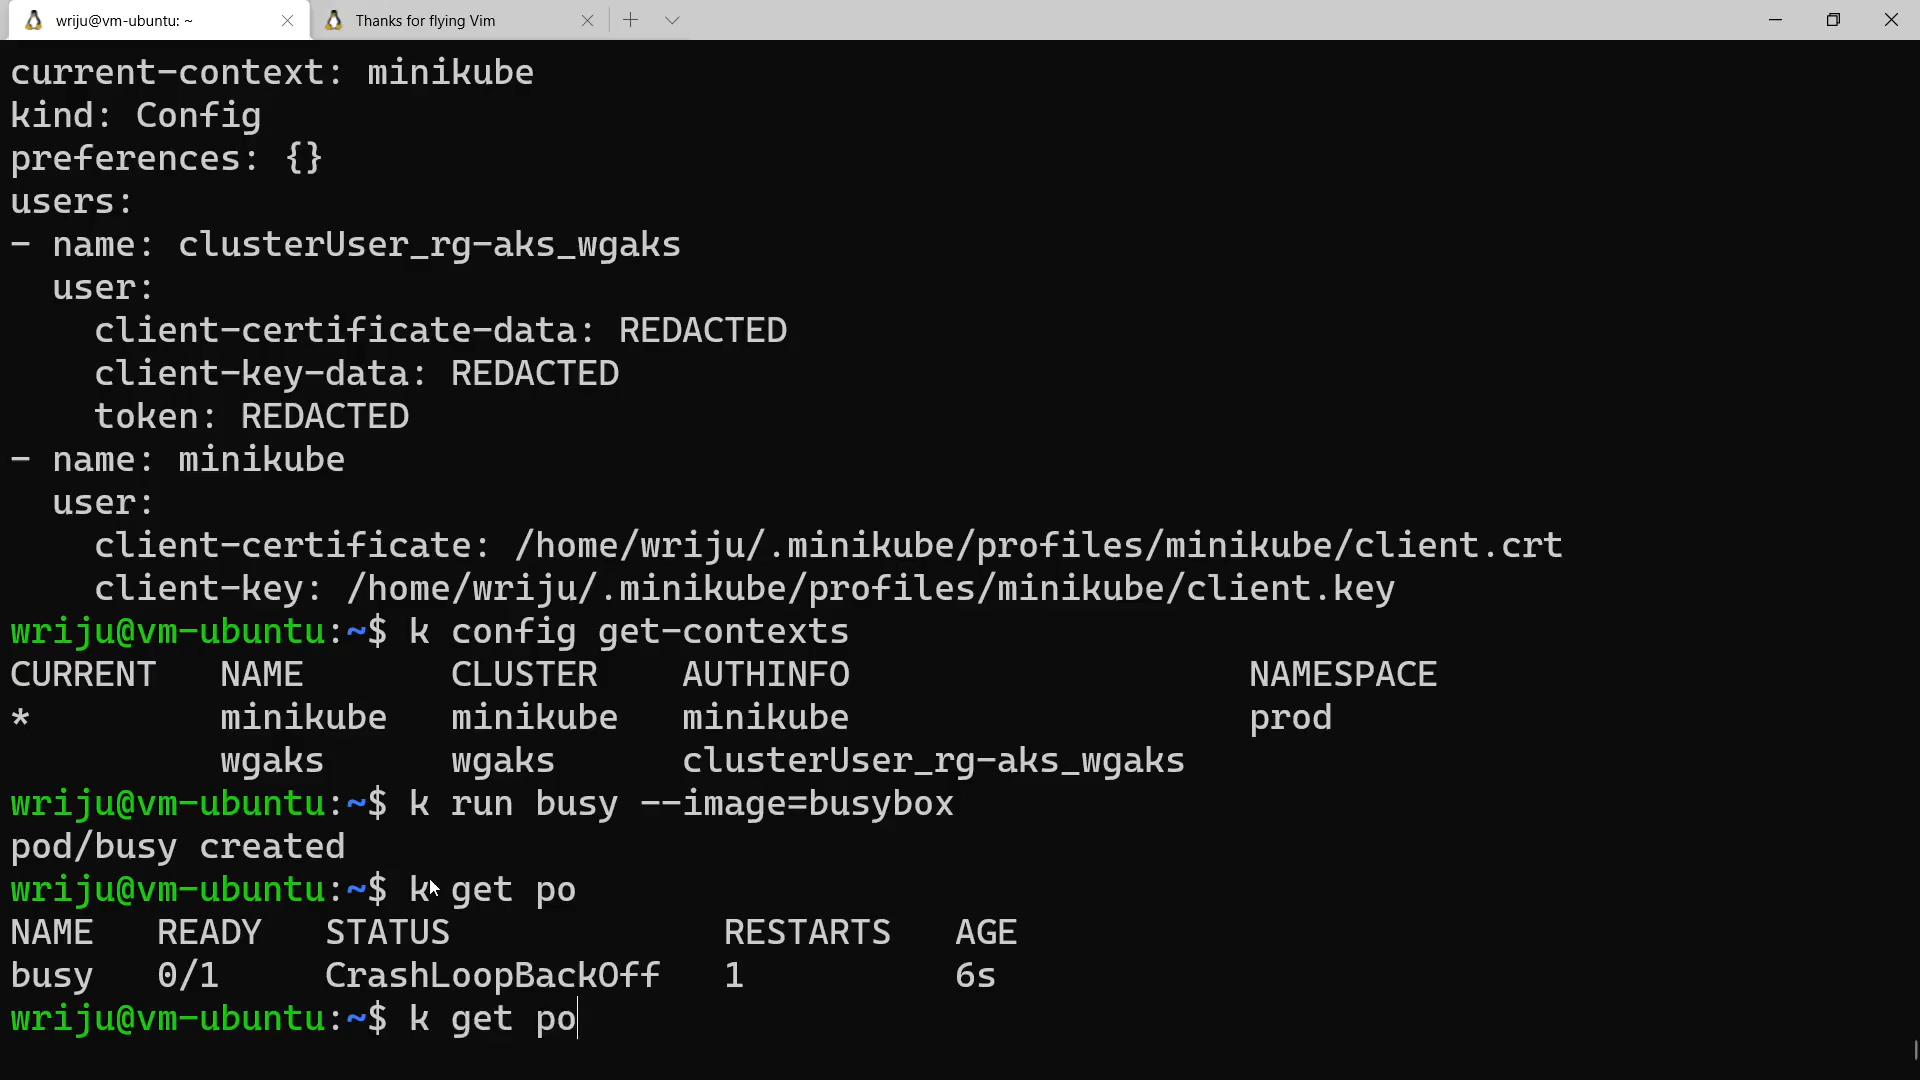 wriju@vm-ubuntu: ~
Thanks for flying Vim
current-context: minikube
kind: Config
preferences: {}
users:
- name: clusterUser_rg-aks_wgaks
  user:
    client-certificate-data: REDACTED
    client-key-data: REDACTED
    token: REDACTED
- name: minikube
  user:
    client-certificate: /home/wriju/.minikube/profiles/minikube/client.crt
    client-key: /home/wriju/.minikube/profiles/minikube/client.key
wriju@vm-ubuntu:~$ k config get-contexts
CURRENT   NAME       CLUSTER    AUTHINFO                   NAMESPACE
*         minikube   minikube   minikube                   prod
          wgaks      wgaks      clusterUser_rg-aks_wgaks
wriju@vm-ubuntu:~$ k run busy --image=busybox
pod/busy created
wriju@vm-ubuntu:~$ k get po
NAME   READY   STATUS             RESTARTS   AGE
busy   0/1     CrashLoopBackOff   1          6s
wriju@vm-ubuntu:~$ k get po